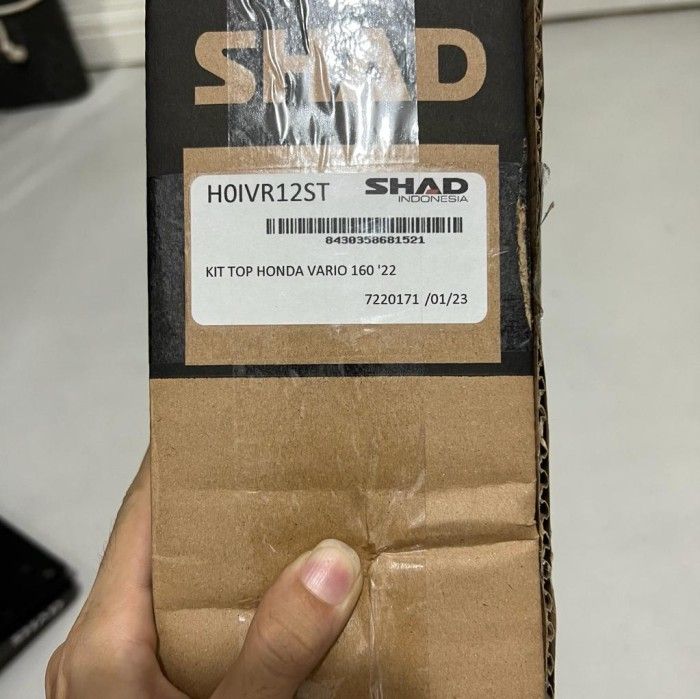 SHAD
H0IVR12ST
SHAD
INDONESIA
8430358681521
KIT TOP HONDA VARIO 160 '22
7220171 /01/23